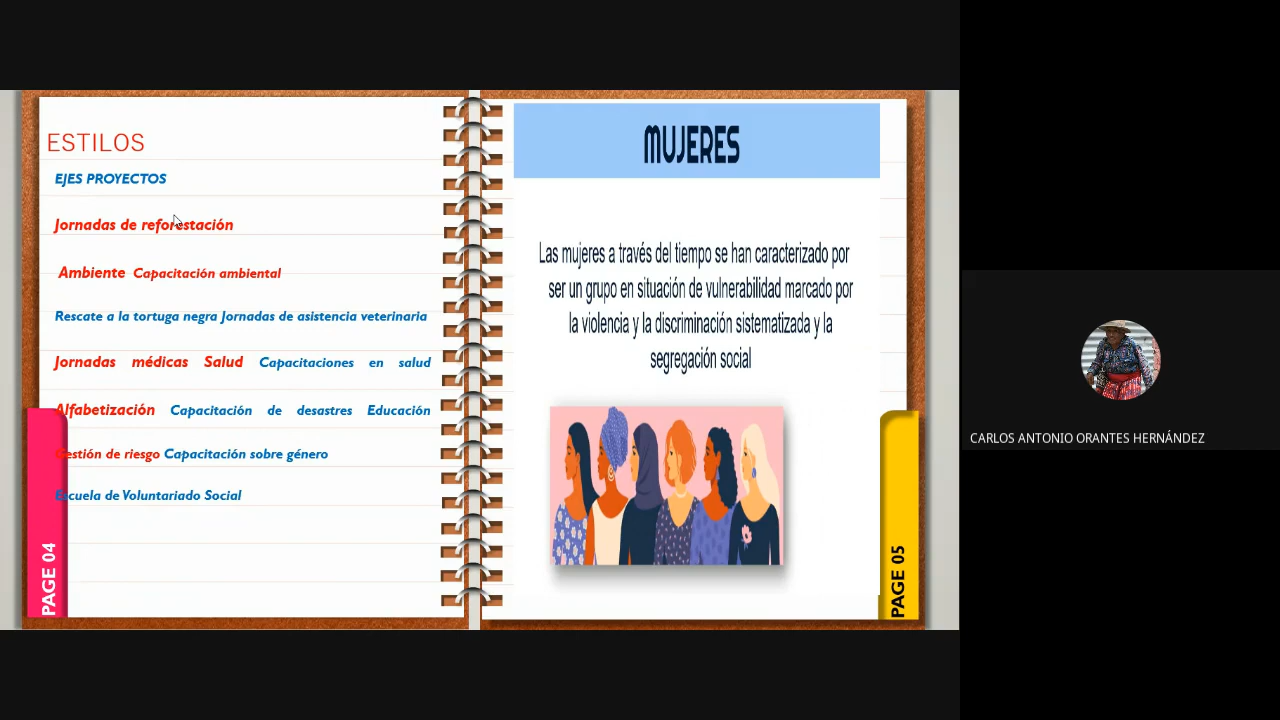 ESTILOS
EJES PROYECTOS
Jornadas de reforestación
Ambiente Capacitación ambiental
Rescate a la tortuga negra Jornadas de asistencia veterinaria
Jornadas médicas Salud Capacitaciones en salud
Alfabetización Capacitación de desastres Educación
Gestión de riesgo Capacitación sobre género
Escuela de Voluntariado Social
PAGE 04
MUJERES
Las mujeres a través del tiempo se han caracterizado por
ser un grupo en situación de vulnerabilidad marcado por
la violencia y la discriminación sistematizada y la
segregación social
PAGE 05
CARLOS ANTONIO ORANTES HERNÁNDEZ